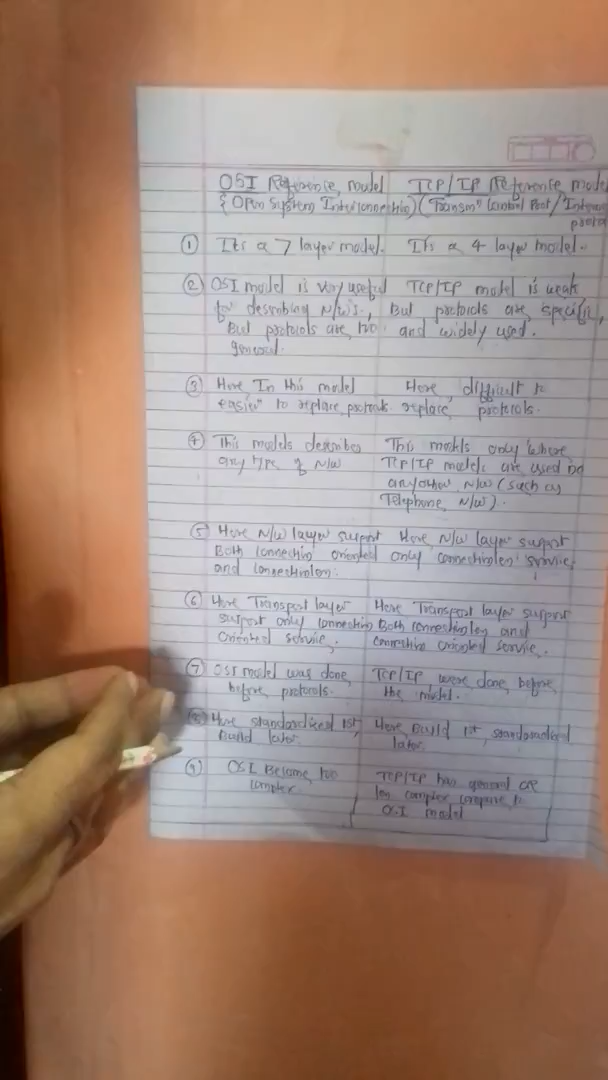 OSI Reference model TCP/IP Reference model
{Open System Interconnection) (Transmn Control Prot/Internet
protoc
① Its a 7 layer model. Its a 4 layer model.
② OSI model is very useful TCP/IP model is weak
for describing N/w's., But protocols are specific,
But protocols are too and widely used.
general.
③ Here In this model Here, difficult to
easier to replace protocols. replace protocols.
④ This models describes This models only where
any type of N/w TCP/IP models are used no
any other N/w (such as
Telephone N/w).
⑤ Here N/w layer support Here N/w layer support
Both connection oriented only connectionless service
and connectionless.
⑥ Here Transport layer Here Transport layer support
support only connection Both connectionless and
oriented service. connection oriented service.
⑦ OSI model was done TCP/IP were done before
before protocols. the model.
⑧ Here standardized 1st, Here, Build 1st, standardized
Build later. later.
⑨ OSI Became too TCP/IP has general
complex less complex compare to
OSI model